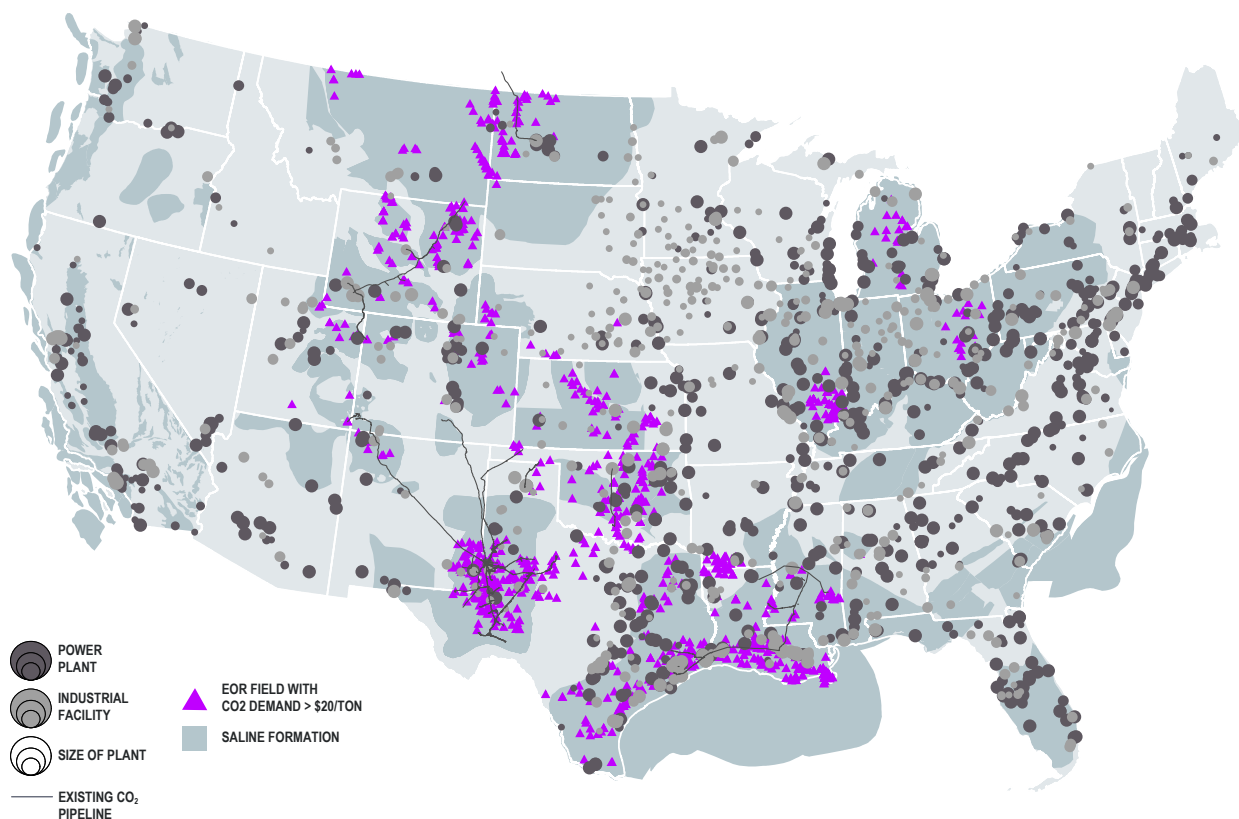 POWER
PLANT
INDUSTRIAL
FACILITY
SIZE OF PLANT
EXISTING CO₂
PIPELINE
EOR FIELD WITH
CO2 DEMAND > $20/TON
SALINE FORMATION